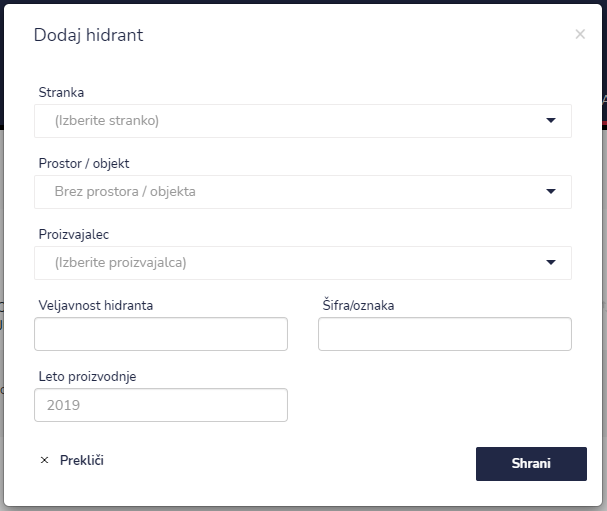 Dodaj hidrant
×
Stranka
(Izberite stranko)
Prostor / objekt
Brez prostora / objekta
Proizvajalec
(Izberite proizvajalca)
Veljavnost hidranta
Šifra/oznaka
Leto proizvodnje
2019
× Prekliči
Shrani